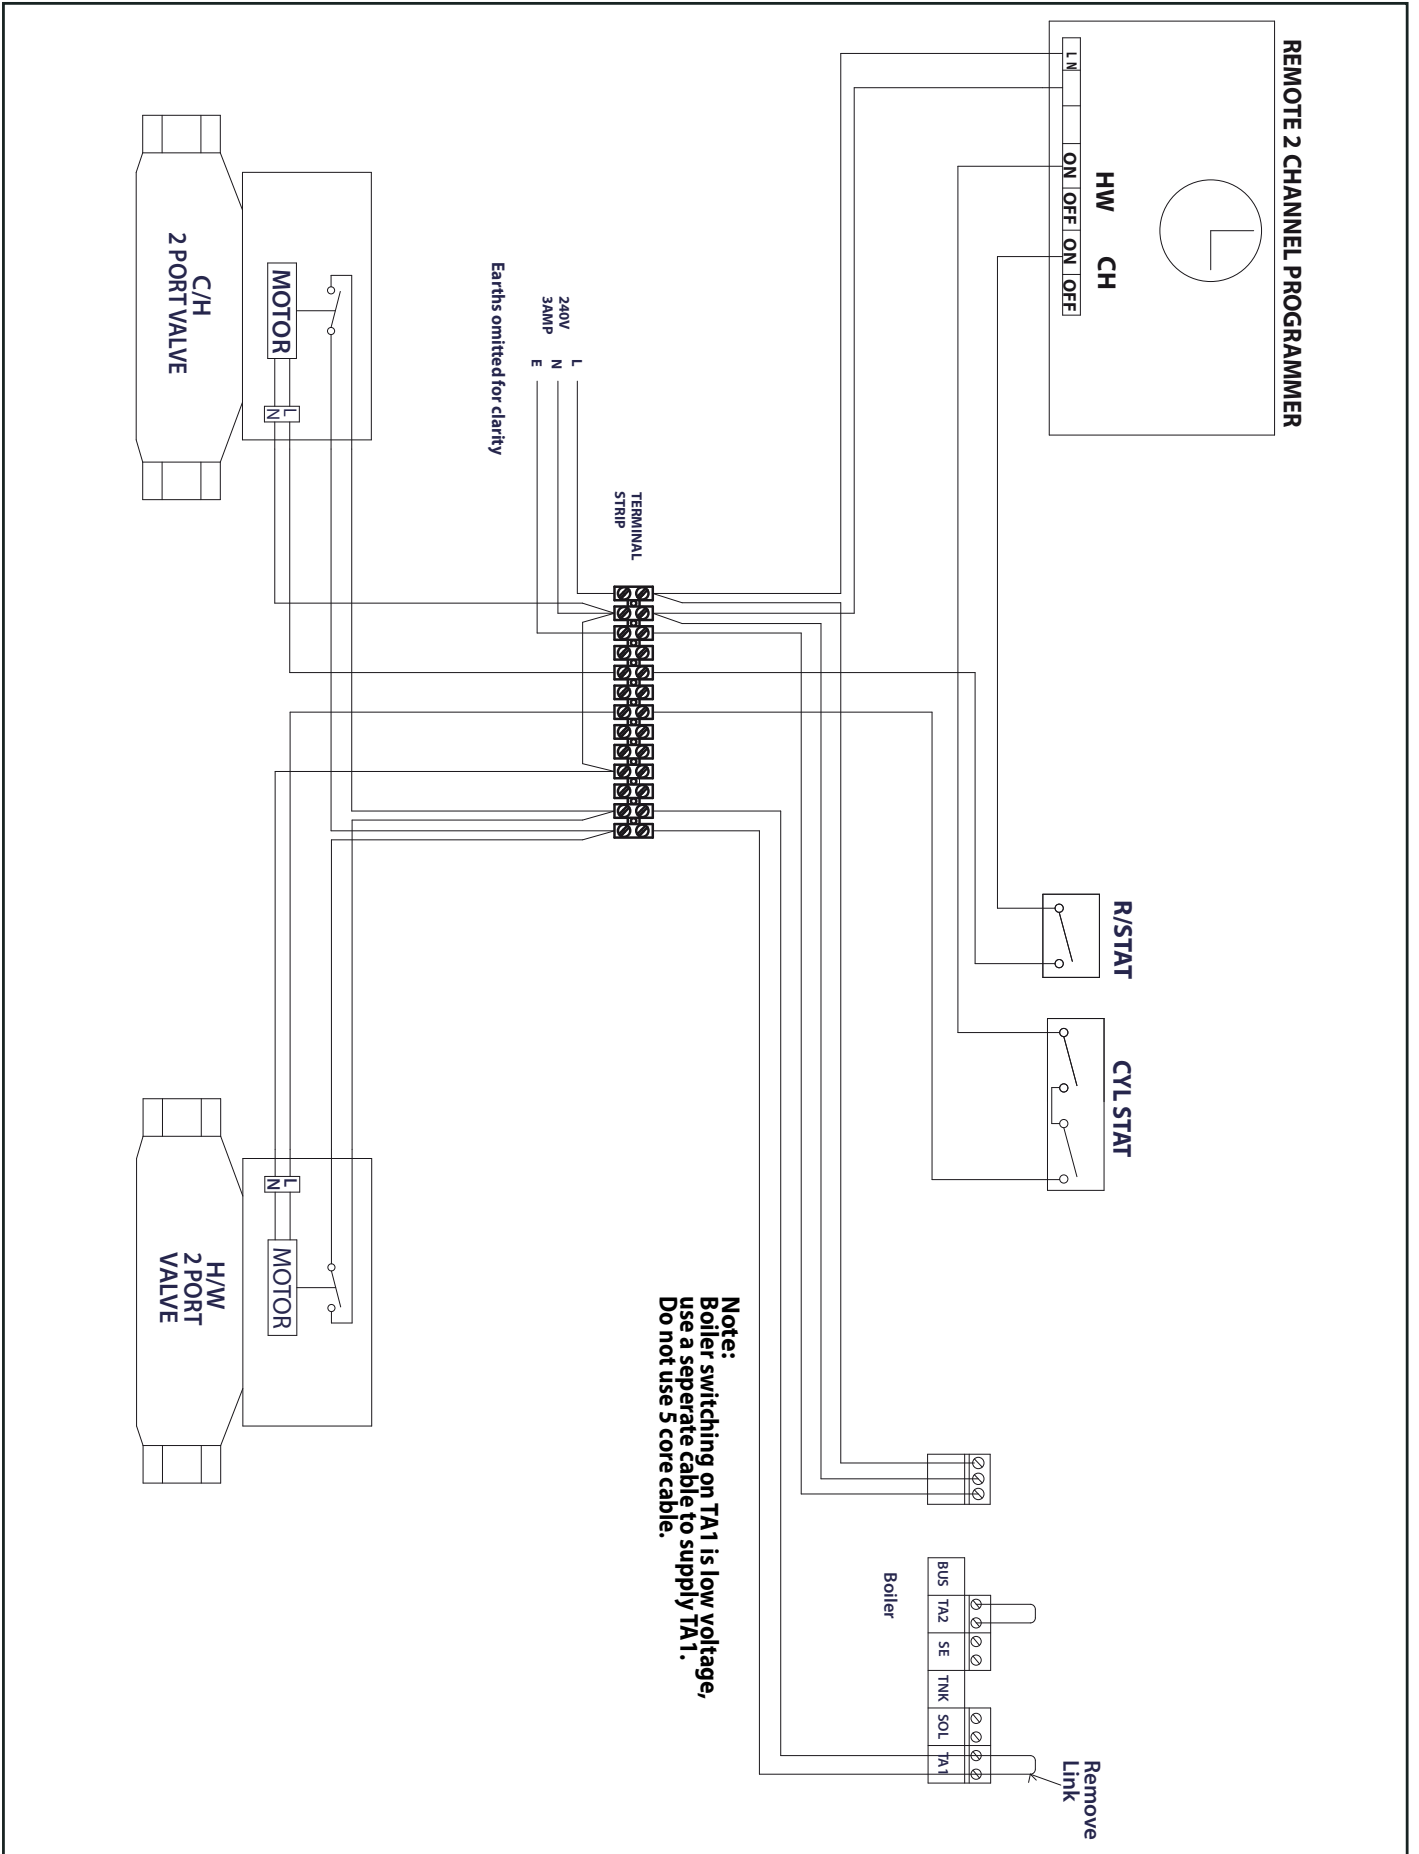 REMOTE 2 CHANNEL PROGRAMMER
L N
ON
OFF
ON
OFF
HW
CH
R/STAT
CYL STAT
Remove
Link
BUS
TA2
SE
TNK
SOL
TA1
Boiler
TERMINAL
STRIP
240V
3AMP
L
N
E
Earths omitted for clarity
Note:
Boiler switching on TA1 is low voltage,
use a seperate cable to supply TA1.
Do not use 5 core cable.
MOTOR
L
N
C/H
2 PORT VALVE
L
N
MOTOR
H/W
2 PORT
VALVE